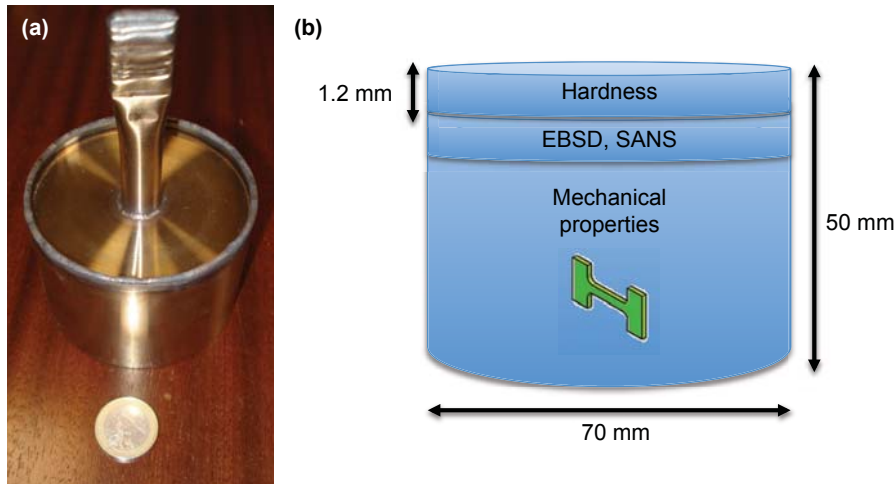 (a)
(b)
1.2 mm
Hardness
EBSD, SANS
Mechanical
properties
50 mm
70 mm